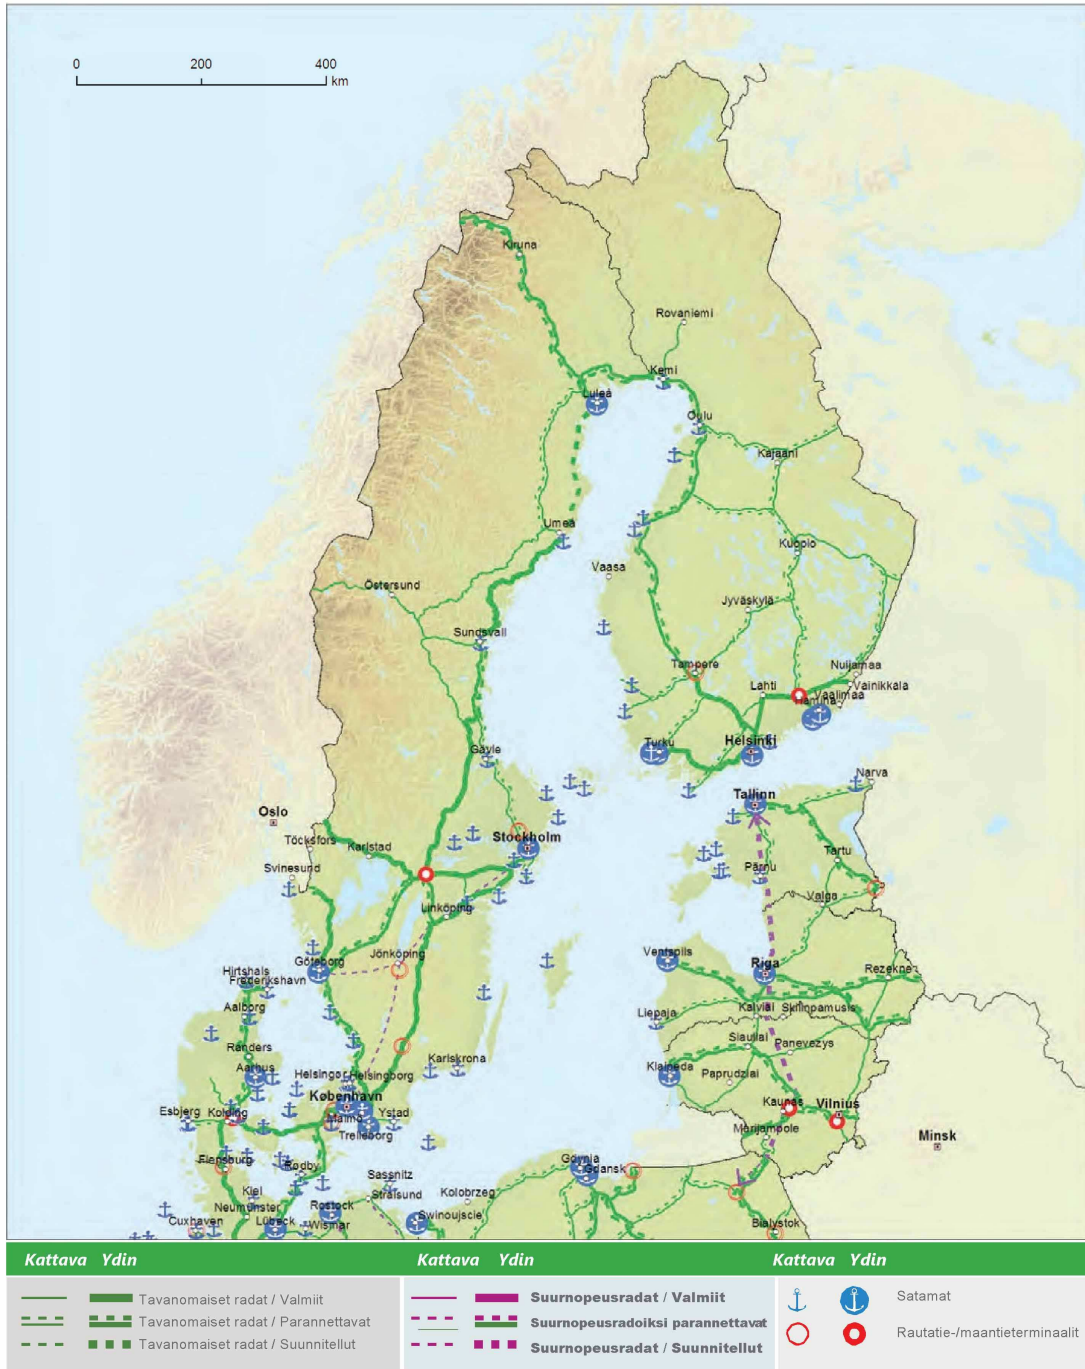 0 200 400
km
Kiruna
Rovaniemi
Kemi
Luleå
Oulu
Kajaani
Umeå
Kuopio
Vaasa
Östersund
Jyväskylä
Sundsvall
Tampere
Nuijamaa
Lahti
Vainikkala
Vaalimaa
Hamina
Gävle
Turku
Helsinki
Narva
Oslo
Tallinn
Töcksfors
Stockholm
Karlstad
Svinesund
Tartu
Pärnu
Linköping
Valga
Jönköping
Ventspils
Göteborg
Riga
Hirtshals
Rezekne
Frederikshavn
Aalborg
Liepaja
Kalviai
Skilinpamusis
Siauliai
Randers
Panevezys
Karlskrona
Aarhus
Helsingør
Helsingborg
Klaipeda
Paprudziai
København
Kaunas
Vilnius
Esbjerg
Kolding
Malmö
Ystad
Trelleborg
Marijampole
Minsk
Flensburg
Rødby
Gdynia
Gdansk
Sassnitz
Kiel
Stralsund
Kolobrzeg
Neumünster
Rostock
Cuxhaven
Lübeck
Wismar
Swinoujscie
Bialystok
Kattava Ydin
Kattava Ydin
Kattava Ydin
Tavanomaiset radat / Valmiit
Tavanomaiset radat / Parannettavat
Tavanomaiset radat / Suunnitellut
Suurnopeusradat / Valmiit
Suurnopeusradoiksi parannettavat
Suurnopeusradat / Suunnitellut
Satamat
Rautatie-/maantieterminaalit